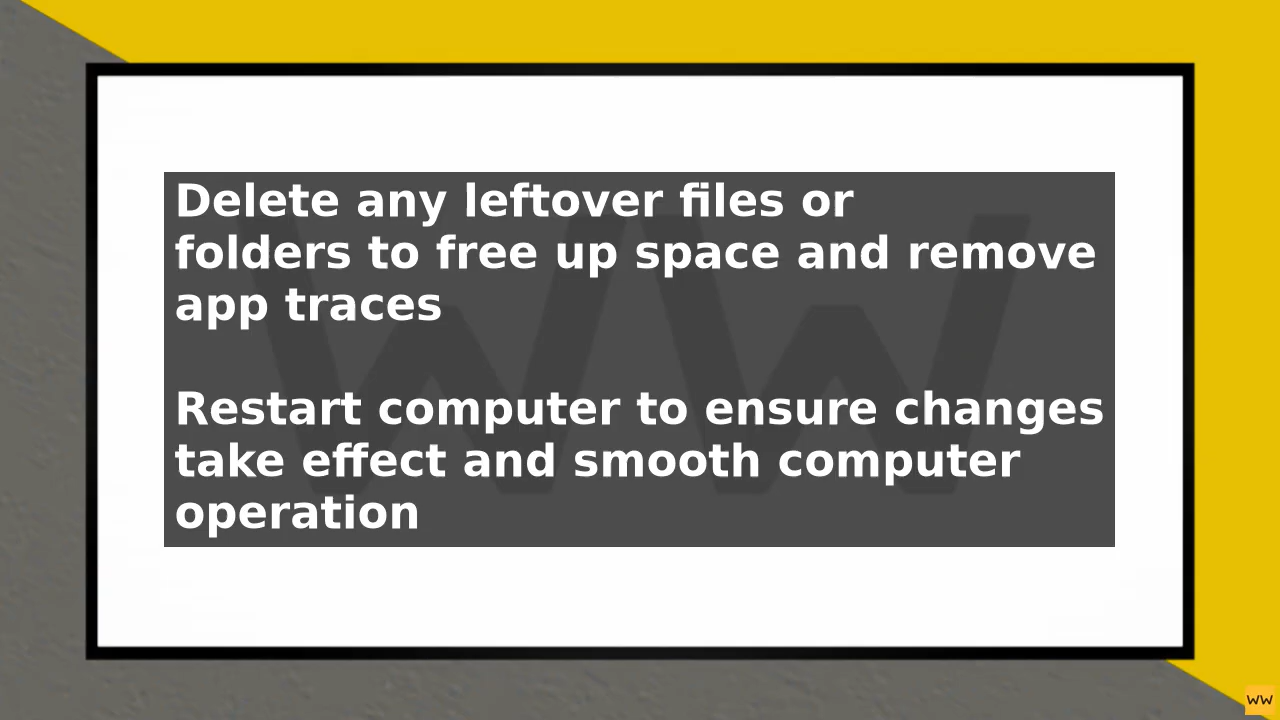 Delete any leftover files or
folders to free up space and remove
app traces
Restart computer to ensure changes
take effect and smooth computer
operation
WW
WW